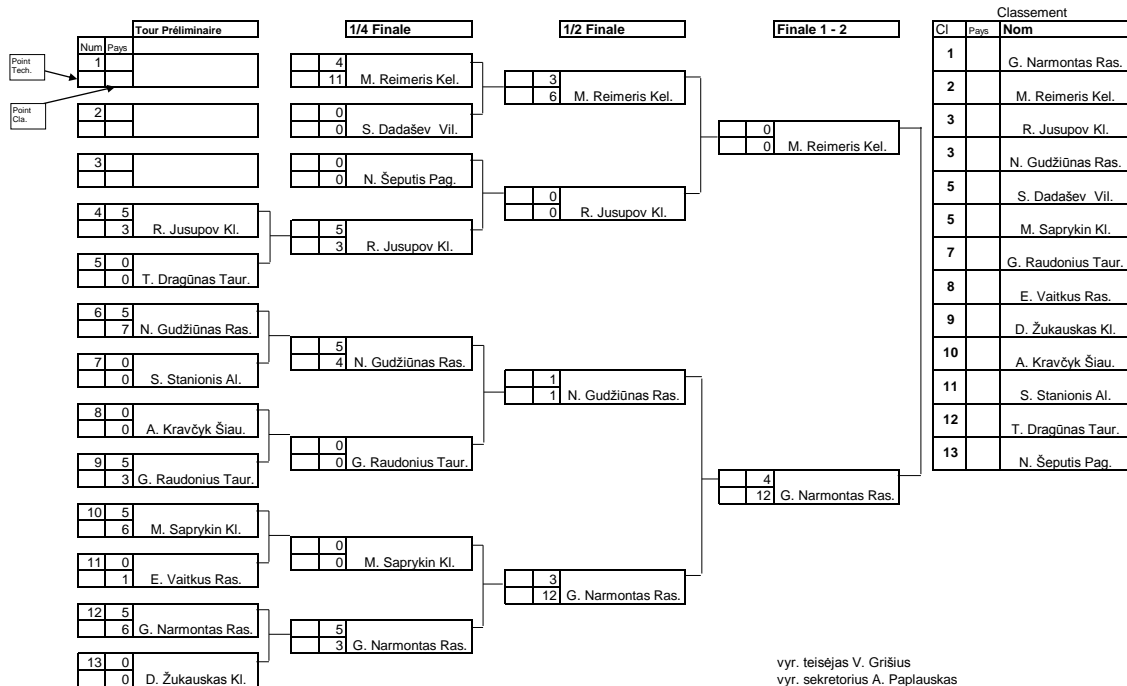 Classement
Tour Préliminaire 1/4 Finale 1/2 Finale Finale 1 - 2 Cl Pays Nom
Num Pays
Point Tech.
Point Cla.
1
2
3
4 5
3 R. Jusupov Kl.
5 0
0 T. Dragūnas Taur.
6 5
7 N. Gudžiūnas Ras.
7 0
0 S. Stanionis Al.
8 0
0 A. Kravčyk Šiau.
9 5
3 G. Raudonius Taur.
10 5
6 M. Saprykin Kl.
11 0
1 E. Vaitkus Ras.
12 5
6 G. Narmontas Ras.
13 0
0 D. Žukauskas Kl.
4
11 M. Reimeris Kel.
0
0 S. Dadašev Vil.
0
0 N. Šeputis Pag.
5
3 R. Jusupov Kl.
5
4 N. Gudžiūnas Ras.
0
0 G. Raudonius Taur.
0
0 M. Saprykin Kl.
5
3 G. Narmontas Ras.
3
6 M. Reimeris Kel.
0
0 R. Jusupov Kl.
1
1 N. Gudžiūnas Ras.
3
12 G. Narmontas Ras.
0
0 M. Reimeris Kel.
4
12 G. Narmontas Ras.
1 G. Narmontas Ras.
2 M. Reimeris Kel.
3 R. Jusupov Kl.
3 N. Gudžiūnas Ras.
5 S. Dadašev Vil.
5 M. Saprykin Kl.
7 G. Raudonius Taur.
8 E. Vaitkus Ras.
9 D. Žukauskas Kl.
10 A. Kravčyk Šiau.
11 S. Stanionis Al.
12 T. Dragūnas Taur.
13 N. Šeputis Pag.
vyr. teisėjas V. Grišius
vyr. sekretorius A. Paplauskas